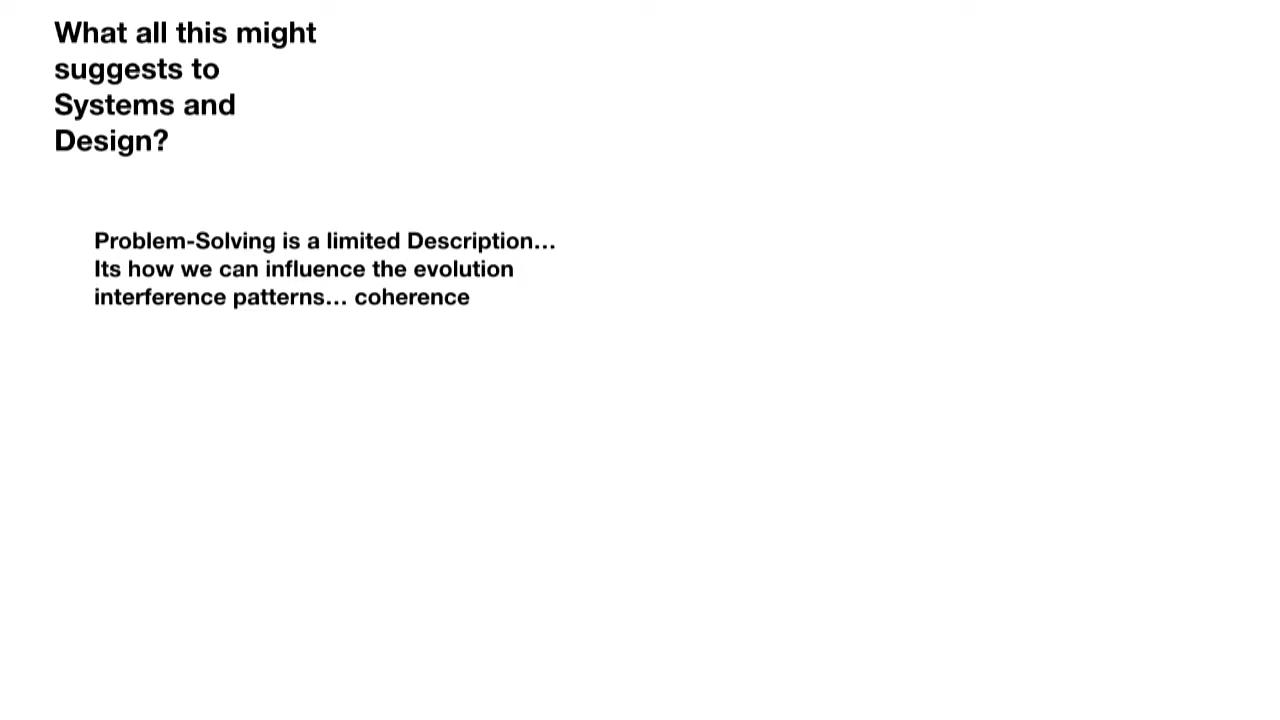 What all this might
suggests to
Systems and
Design?
Problem-Solving is a limited Description...
Its how we can influence the evolution
interference patterns... coherence